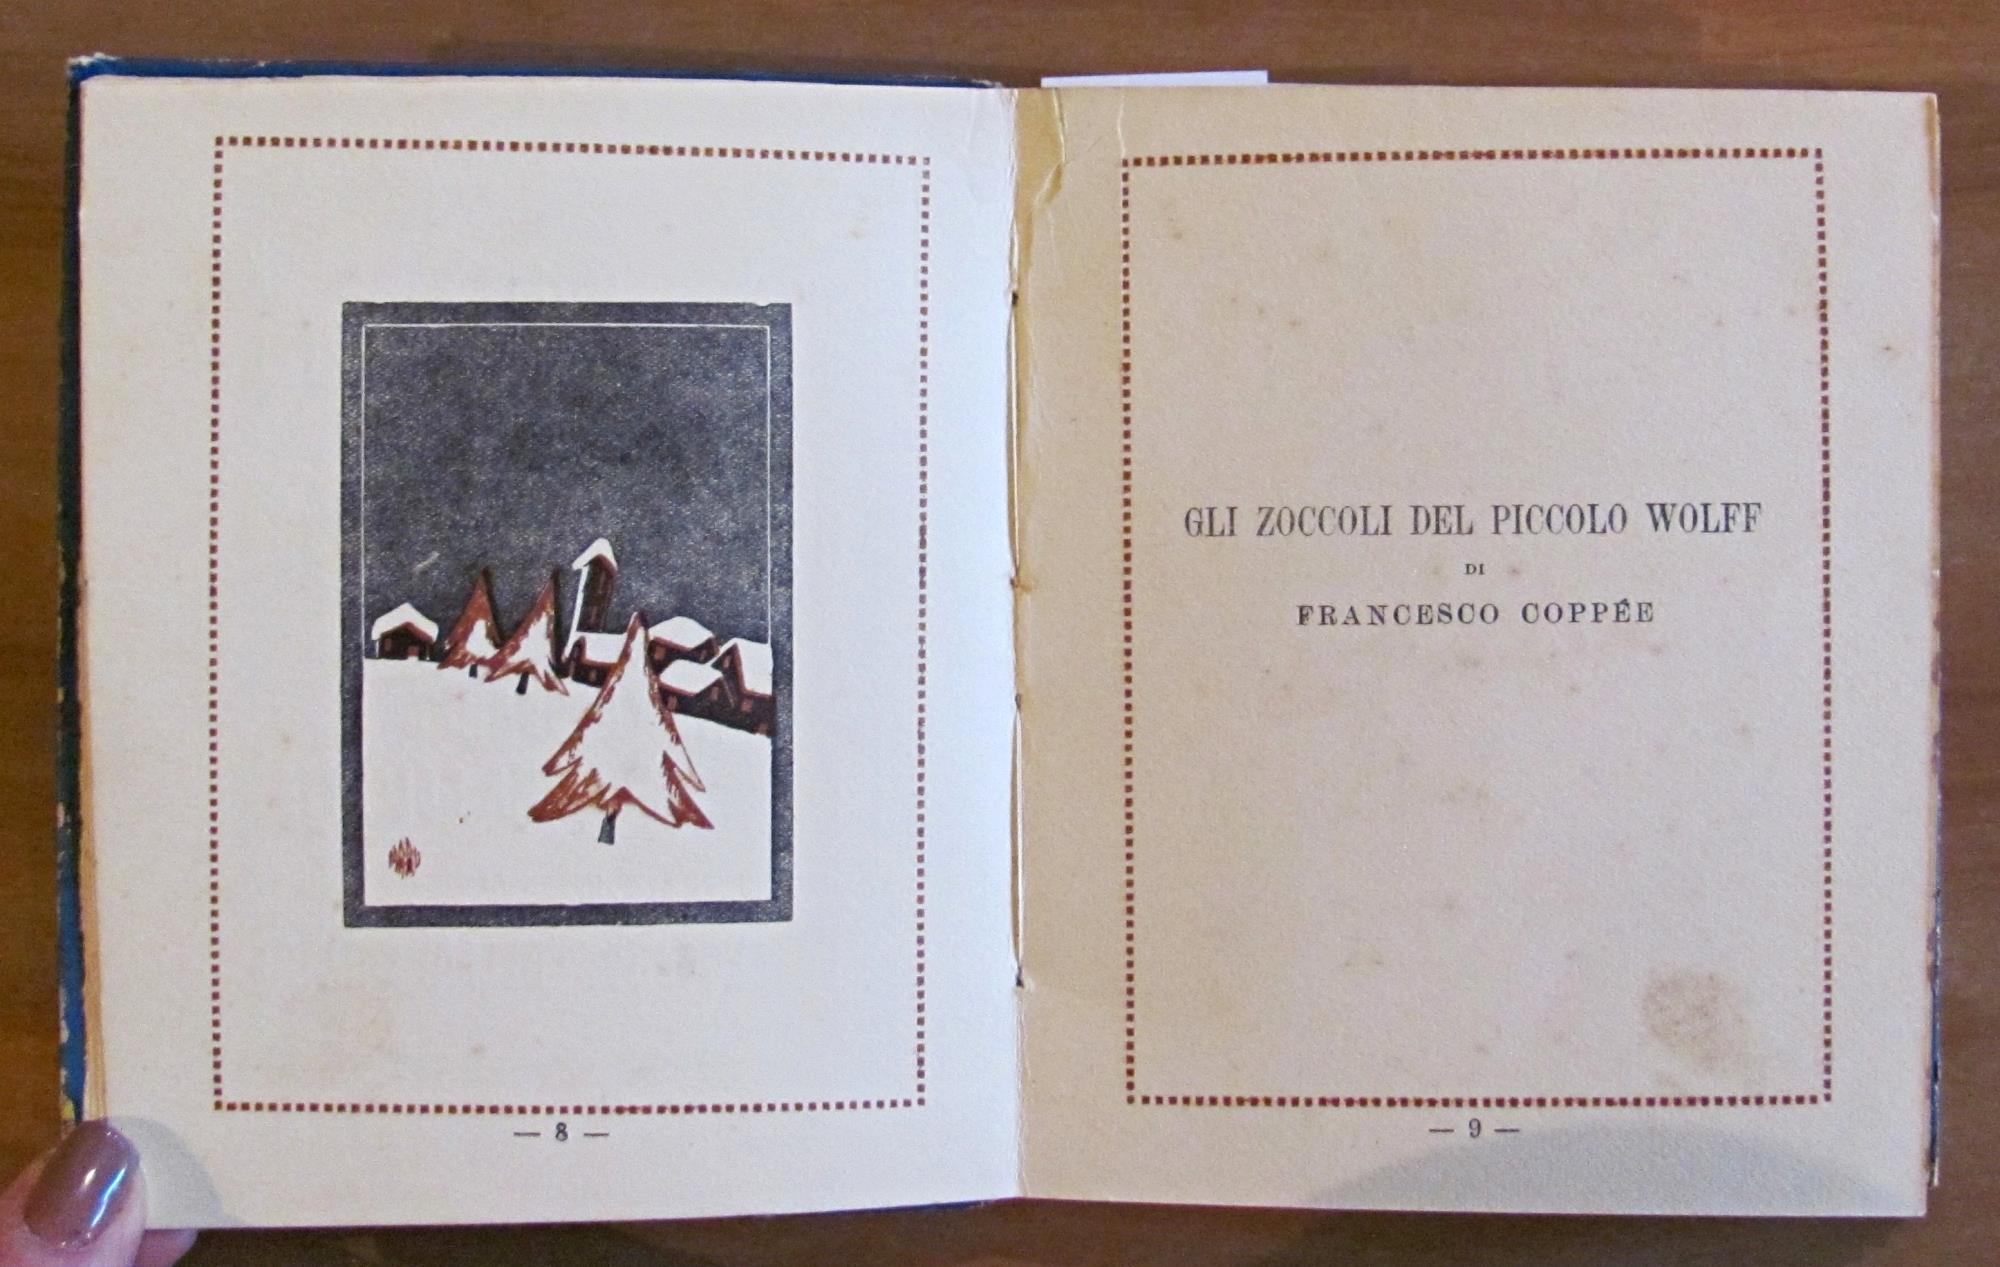 — 8 —
GLI ZOCCOLI DEL PICCOLO WOLFF
DI
FRANCESCO COPPÉE
— 9 —